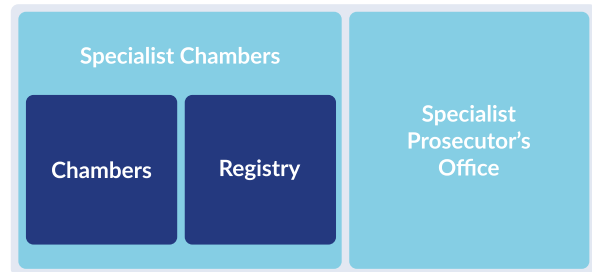 Specialist Chambers
Chambers
Registry
Specialist
Prosecutor's
Office